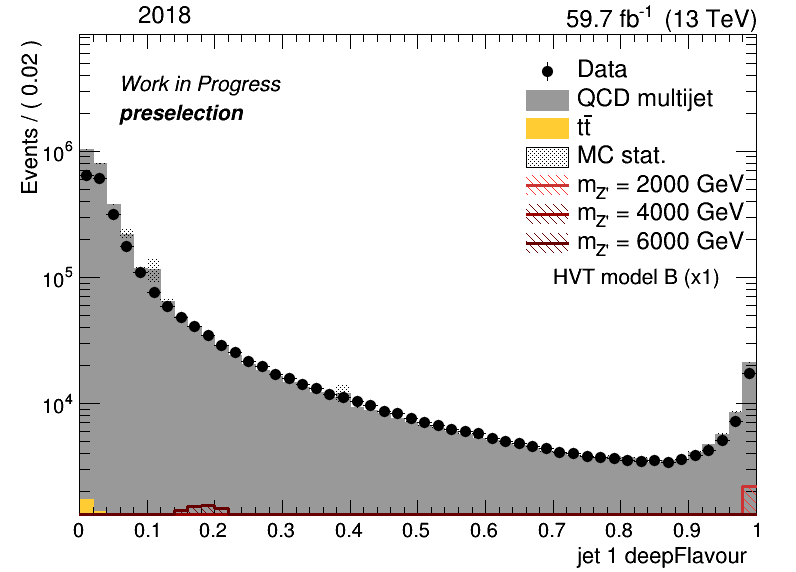 2018
59.7 fb⁻¹ (13 TeV)
Events / ( 0.02 )
Work in Progress
preselection
Data
QCD multijet
tt̄
MC stat.
m_Z' = 2000 GeV
m_Z' = 4000 GeV
m_Z' = 6000 GeV
HVT model B (x1)
10⁶
10⁵
10⁴
0 0.1 0.2 0.3 0.4 0.5 0.6 0.7 0.8 0.9 1
jet 1 deepFlavour